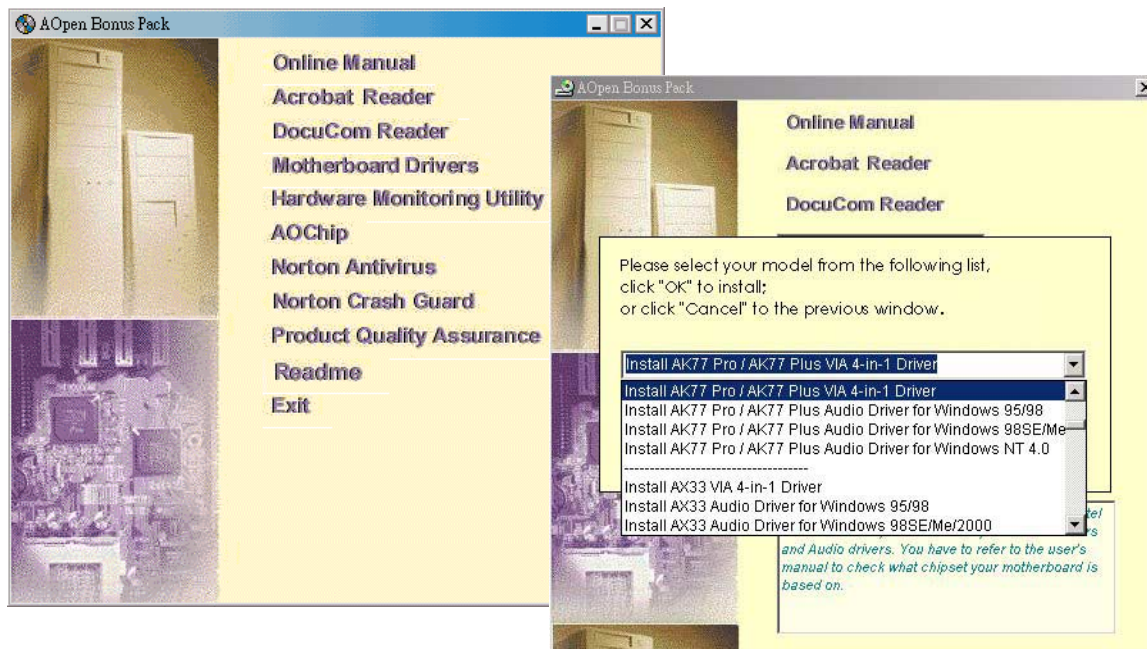 AOpen Bonus Pack
Online Manual
Acrobat Reader
DocuCom Reader
Motherboard Drivers
Hardware Monitoring Utility
AOChip
Norton Antivirus
Norton Crash Guard
Product Quality Assurance
Readme
Exit
AOpen Bonus Pack
Online Manual
Acrobat Reader
DocuCom Reader
Please select your model from the following list,
click "OK" to install;
or click "Cancel" to the previous window.
Install AK77 Pro / AK77 Plus VIA 4-in-1 Driver
Install AK77 Pro / AK77 Plus VIA 4-in-1 Driver
Install AK77 Pro / AK77 Plus Audio Driver for Windows 95/98
Install AK77 Pro / AK77 Plus Audio Driver for Windows 98SE/Me
Install AK77 Pro / AK77 Plus Audio Driver for Windows NT 4.0
-----------------------------------
Install AX33 VIA 4-in-1 Driver
Install AX33 Audio Driver for Windows 95/98
Install AX33 Audio Driver for Windows 98SE/Me/2000
and Audio drivers. You have to refer to the user's
manual to check what chipset your motherboard is
based on.